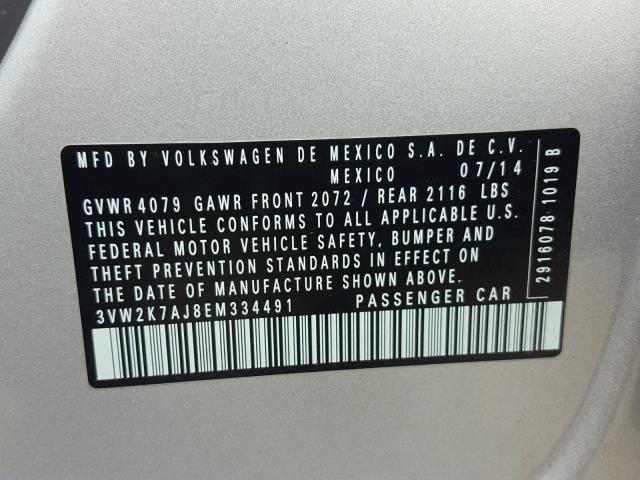 MFD BY VOLKSWAGEN DE MEXICO S.A. DE C.V.
MEXICO 07/14
GVWR 4079 GAWR FRONT 2072 / REAR 2116 LBS
THIS VEHICLE CONFORMS TO ALL APPLICABLE U.S.
FEDERAL MOTOR VEHICLE SAFETY, BUMPER AND
THEFT PREVENTION STANDARDS IN EFFECT ON
THE DATE OF MANUFACTURE SHOWN ABOVE.
3VW2K7AJ8EM334491 PASSENGER CAR
2916078 1019 B